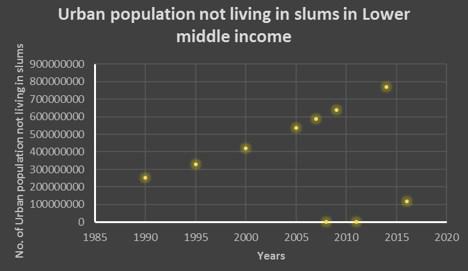 Urban population not living in slums in Lower
middle income
No. of Urban population not living in slums
900000000
800000000
700000000
600000000
500000000
400000000
300000000
200000000
100000000
0
1985 1990 1995 2000 2005 2010 2015 2020
Years